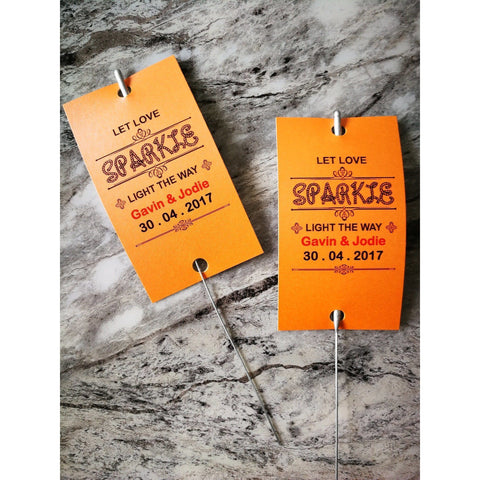 LET LOVE
SPARKLE
LIGHT THE WAY
Gavin & Jodie
30 . 04 . 2017
LET LOVE
SPARKLE
LIGHT THE WAY
Gavin & Jodie
30 . 04 . 2017